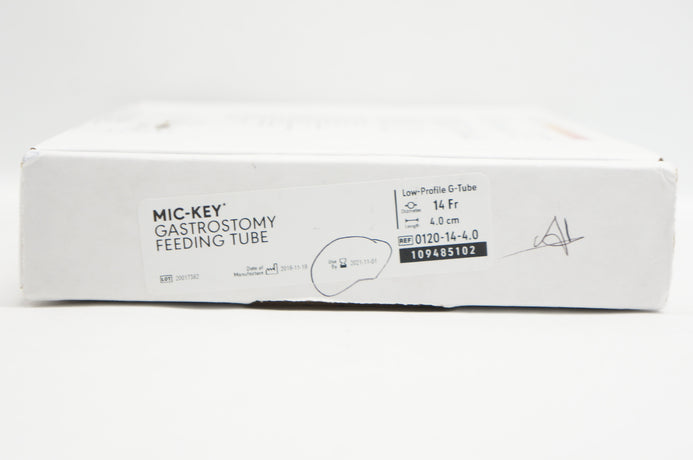 MIC-KEY*
GASTROSTOMY
FEEDING TUBE
LOT 20017382
Date of
Manufacture 2018-11-19
Use
By 2021-11-01
Low-Profile G-Tube
Diameter 14 Fr
Length 4.0 cm
REF 0120-14-4.0
109485102